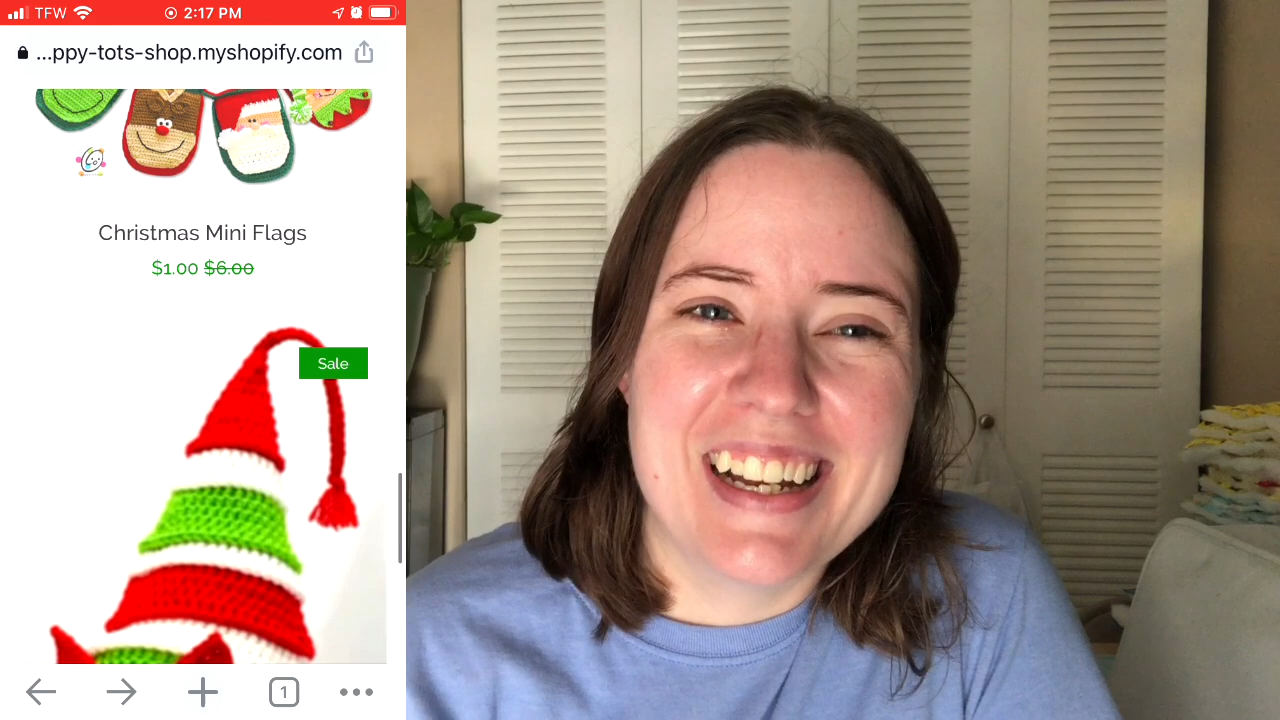 TFW 2:17 PM
...ppy-tots-shop.myshopify.com
Christmas Mini Flags
$1.00 $6.00
Sale
1